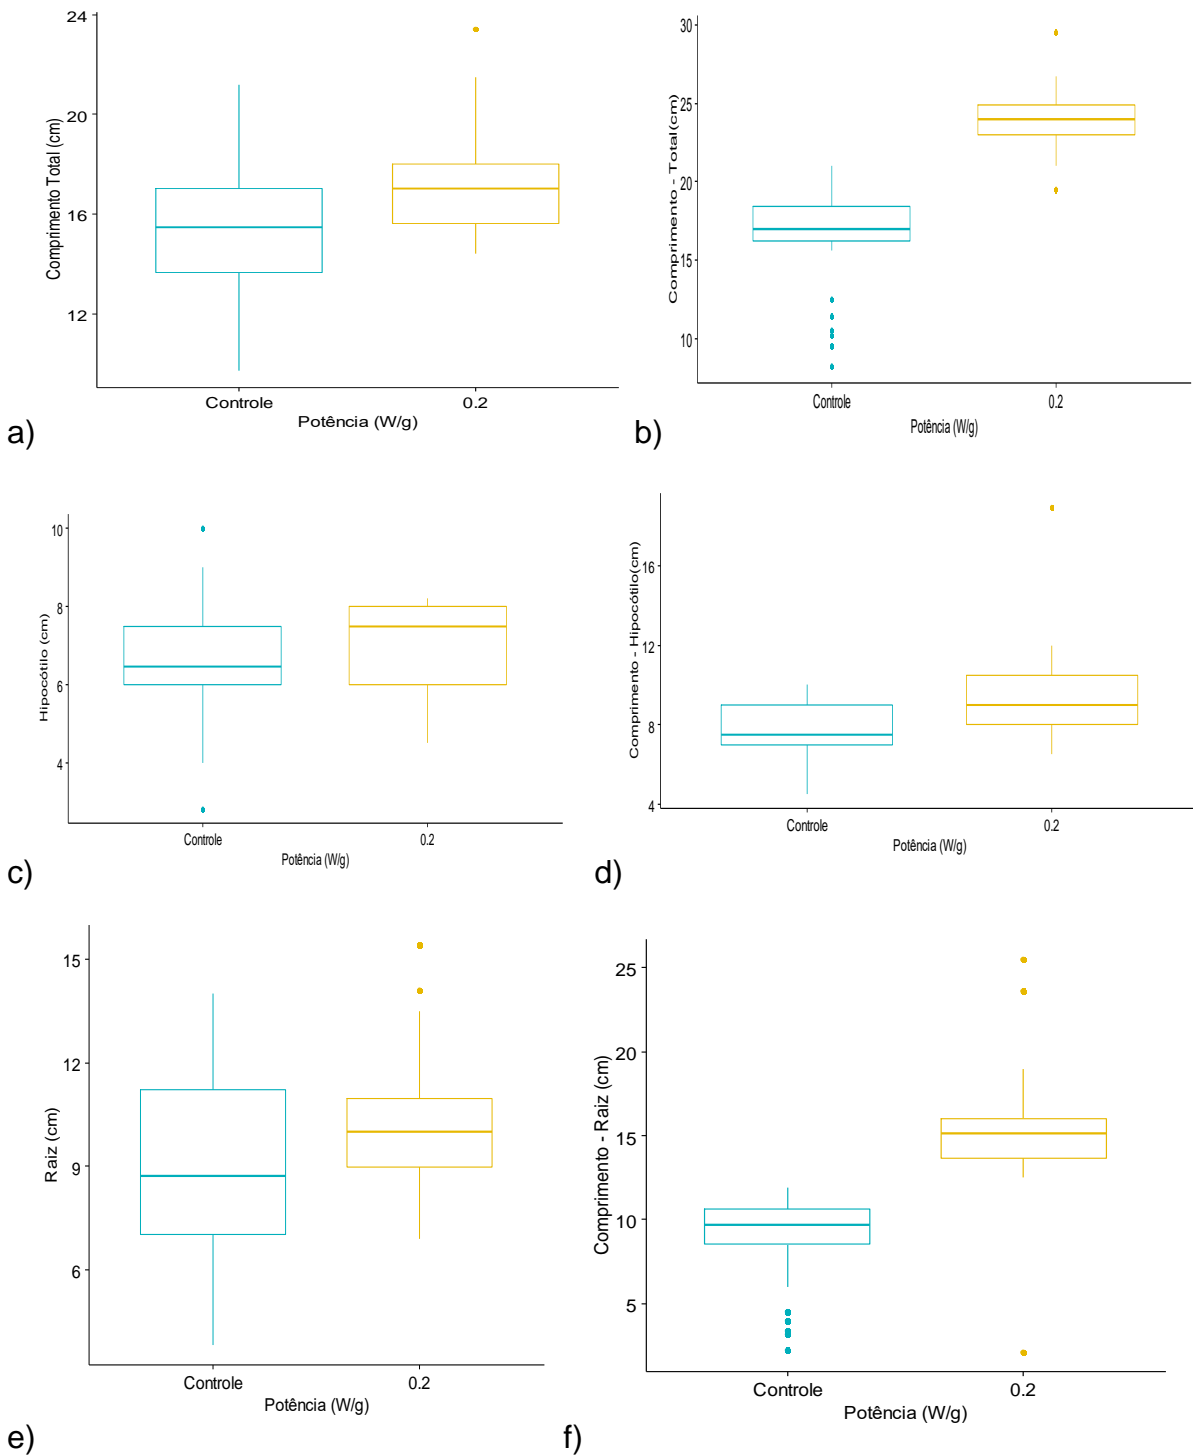 24
20
16
12
Comprimento Total (cm)
Controle
0.2
Potência (W/g)
a)
30
25
20
15
10
Comprimento - Total(cm)
Controle
0.2
Potência (W/g)
b)
10
8
6
4
Hipocótilo (cm)
Controle
0.2
Potência (W/g)
c)
16
12
8
4
Comprimento - Hipocótilo(cm)
Controle
0.2
Potência (W/g)
d)
15
12
9
6
Raiz (cm)
Controle
0.2
Potência (W/g)
e)
25
20
15
10
5
Comprimento - Raiz (cm)
Controle
0.2
Potência (W/g)
f)